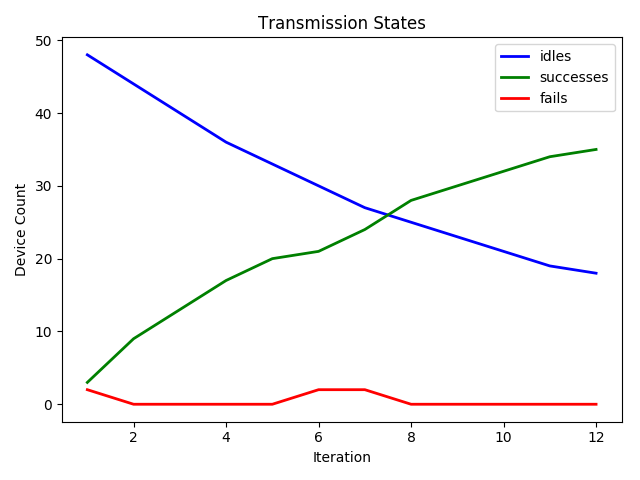 Transmission States
50
40
30
20
10
0
Device Count
idles
successes
fails
2 4 6 8 10 12
Iteration